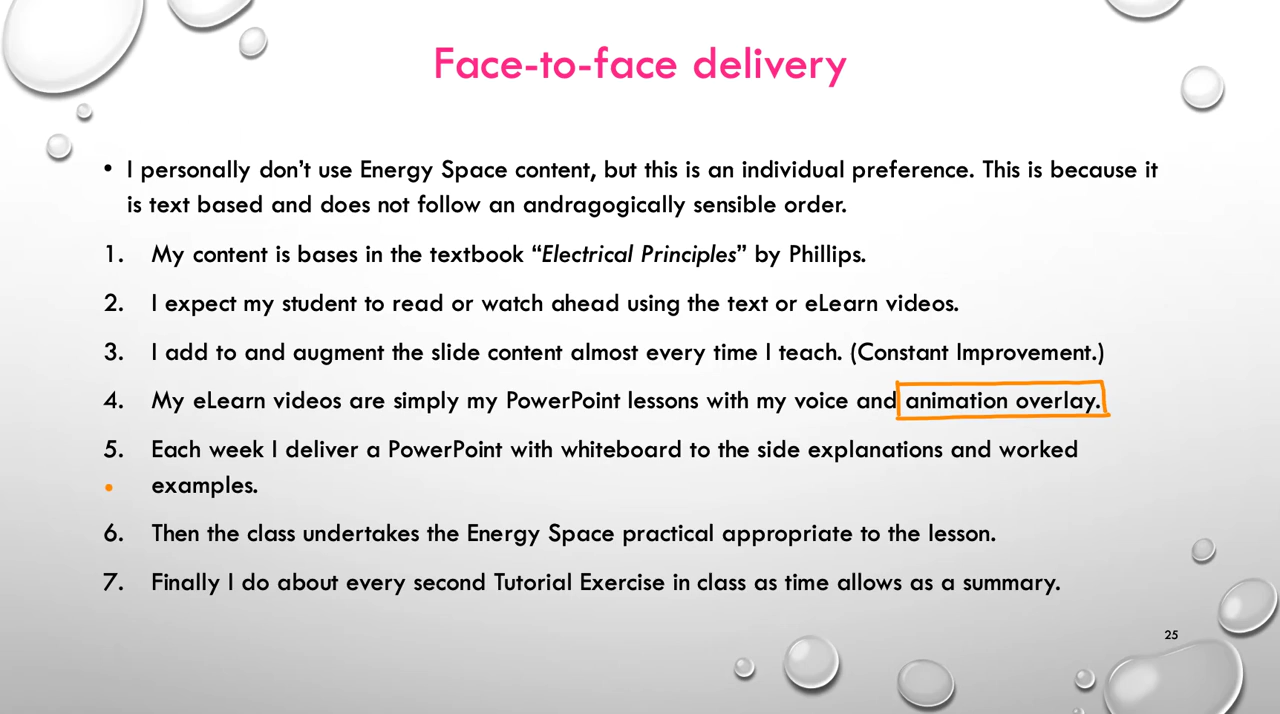 Face-to-face delivery
• I personally don’t use Energy Space content, but this is an individual preference. This is because it
is text based and does not follow an andragogically sensible order.
1. My content is bases in the textbook “Electrical Principles” by Phillips.
2. I expect my student to read or watch ahead using the text or eLearn videos.
3. I add to and augment the slide content almost every time I teach. (Constant Improvement.)
4. My eLearn videos are simply my PowerPoint lessons with my voice and animation overlay.
5. Each week I deliver a PowerPoint with whiteboard to the side explanations and worked
examples.
6. Then the class undertakes the Energy Space practical appropriate to the lesson.
7. Finally I do about every second Tutorial Exercise in class as time allows as a summary.
25